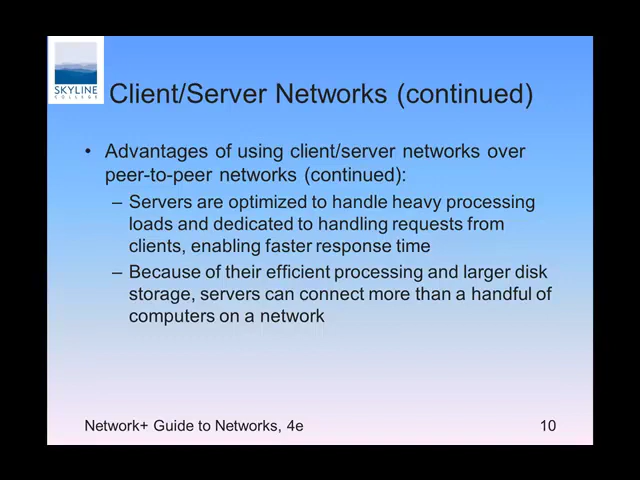 SKYLINE
COLLEGE
Client/Server Networks (continued)
• Advantages of using client/server networks over
peer-to-peer networks (continued):
– Servers are optimized to handle heavy processing
loads and dedicated to handling requests from
clients, enabling faster response time
– Because of their efficient processing and larger disk
storage, servers can connect more than a handful of
computers on a network
Network+ Guide to Networks, 4e
10